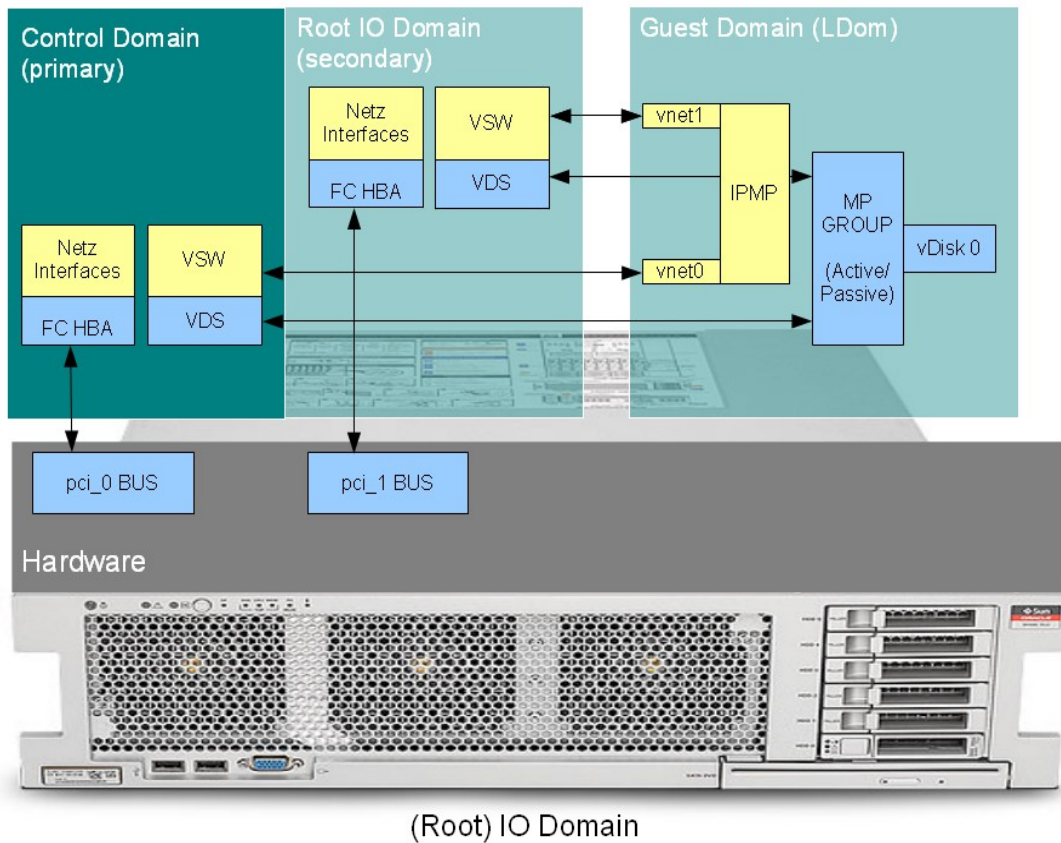 Control Domain
(primary)
Root IO Domain
(secondary)
Guest Domain (LDom)
Netz
Interfaces
FC HBA
VSW
VDS
vnet1
IPMP
vnet0
MP
GROUP
(Active/
Passive)
vDisk 0
Netz
Interfaces
FC HBA
VSW
VDS
pci_0 BUS
pci_1 BUS
Hardware
Sun
ORACLE
(Root) IO Domain